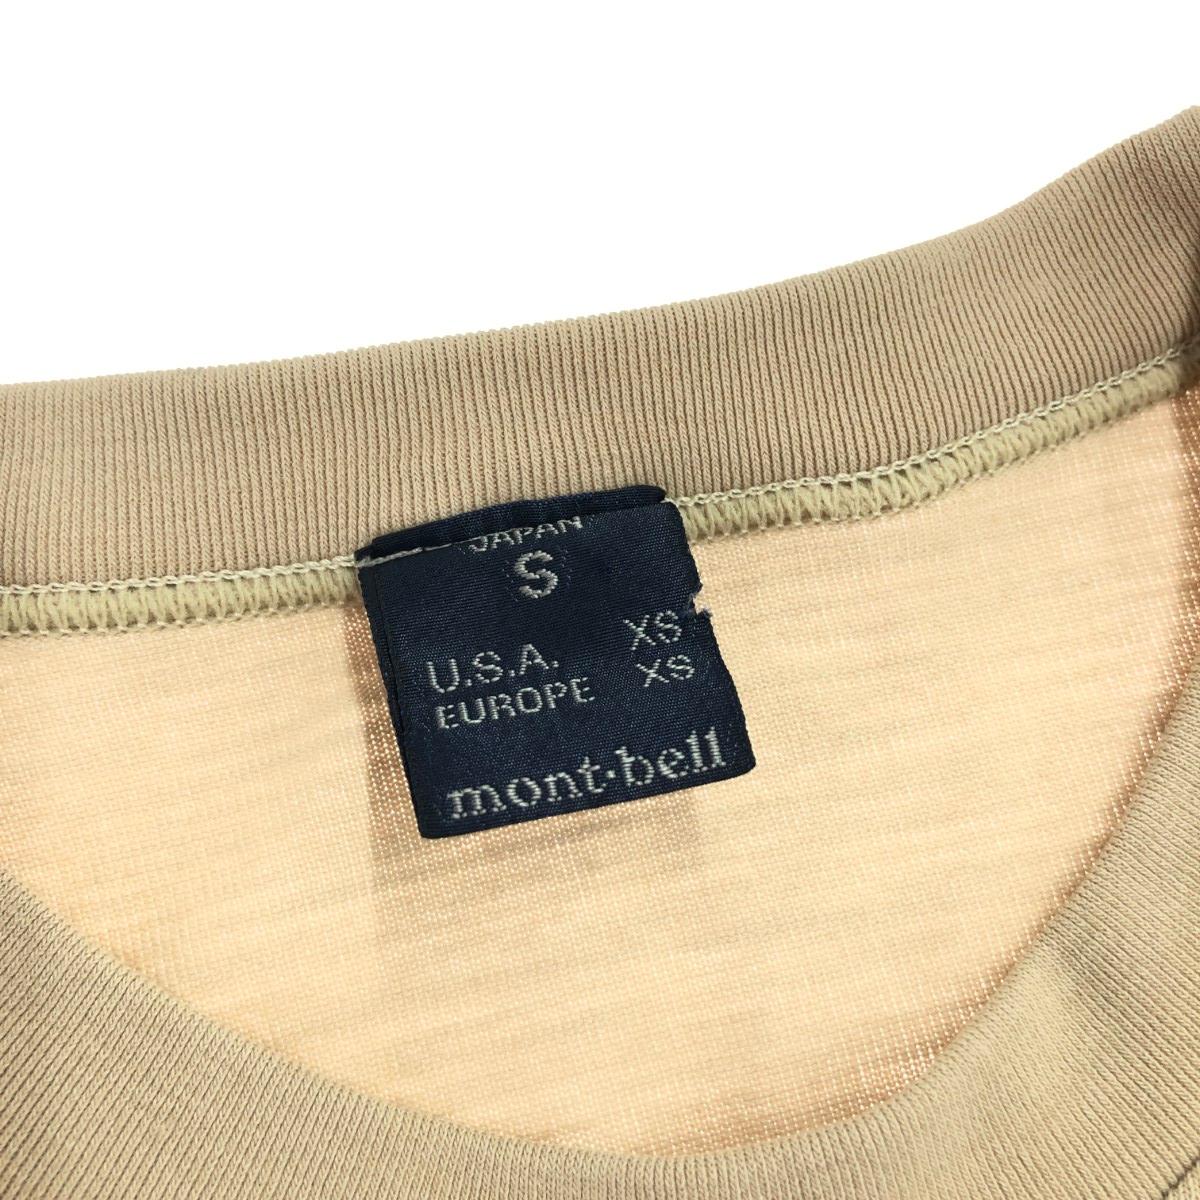 JAPAN
S
U.S.A. XS
EUROPE XS
mont·bell